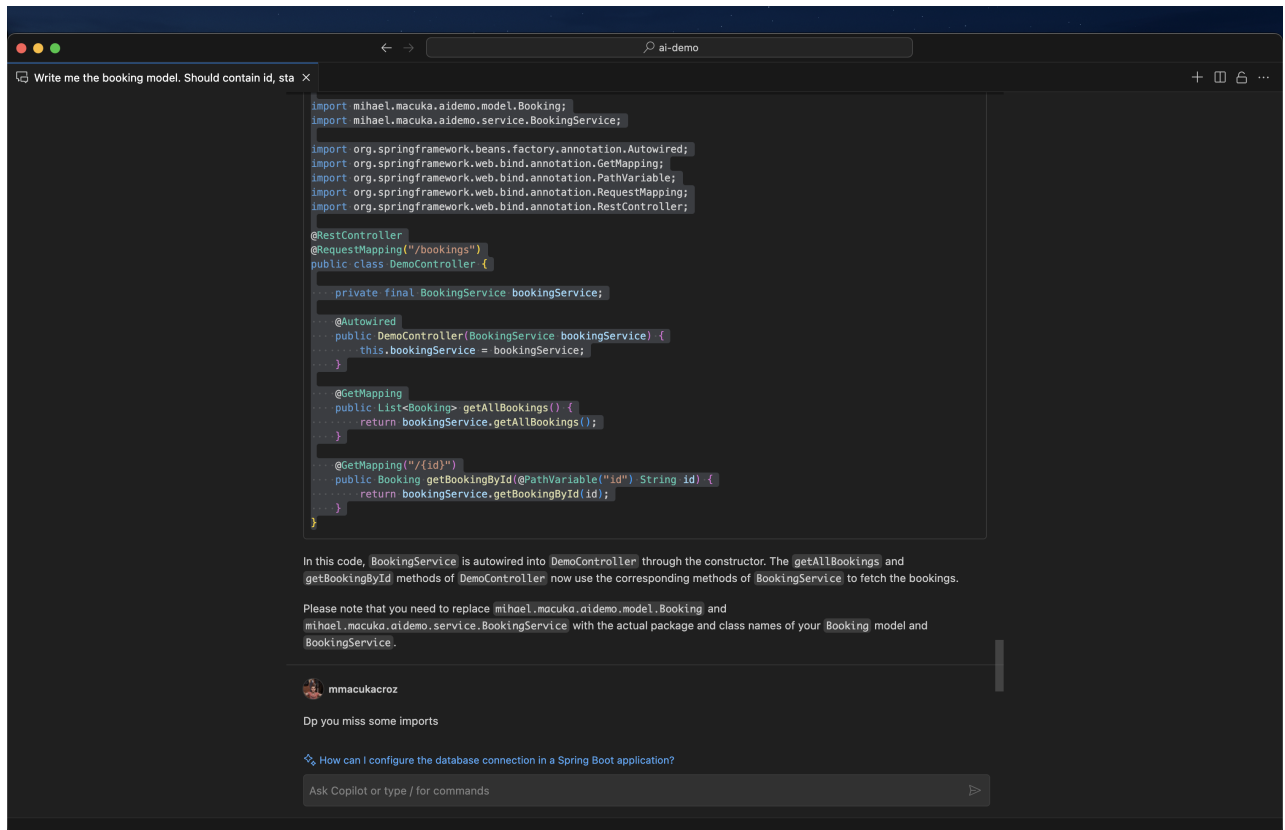 ai-demo
Write me the booking model. Should contain id, sta
import mihael.macuka.aidemo.model.Booking;
import mihael.macuka.aidemo.service.BookingService;
import org.springframework.beans.factory.annotation.Autowired;
import org.springframework.web.bind.annotation.GetMapping;
import org.springframework.web.bind.annotation.PathVariable;
import org.springframework.web.bind.annotation.RequestMapping;
import org.springframework.web.bind.annotation.RestController;
@RestController
@RequestMapping("/bookings")
public class DemoController {
private final BookingService bookingService;
@Autowired
public DemoController(BookingService bookingService) {
this.bookingService = bookingService;
}
@GetMapping
public List<Booking> getAllBookings() {
return bookingService.getAllBookings();
}
@GetMapping("/{id}")
public Booking getBookingById(@PathVariable("id") String id) {
return bookingService.getBookingById(id);
}
}
In this code, BookingService is autowired into DemoController through the constructor. The getAllBookings and
getBookingById methods of DemoController now use the corresponding methods of BookingService to fetch the bookings.
Please note that you need to replace mihael.macuka.aidemo.model.Booking and
mihael.macuka.aidemo.service.BookingService with the actual package and class names of your Booking model and
BookingService.
mmacukacroz
Dp you miss some imports
How can I configure the database connection in a Spring Boot application?
Ask Copilot or type / for commands